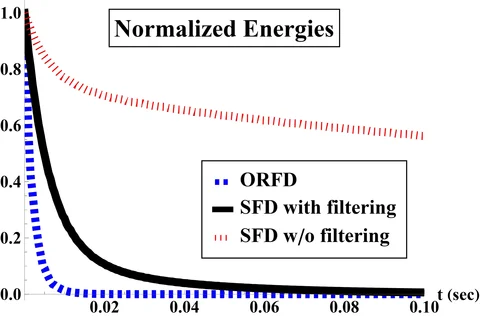 Normalized Energies
1.0
0.8
0.6
0.4
0.2
0.0
ORFD
SFD with filtering
SFD w/o filtering
0.02 0.04 0.06 0.08 0.10 t (sec)